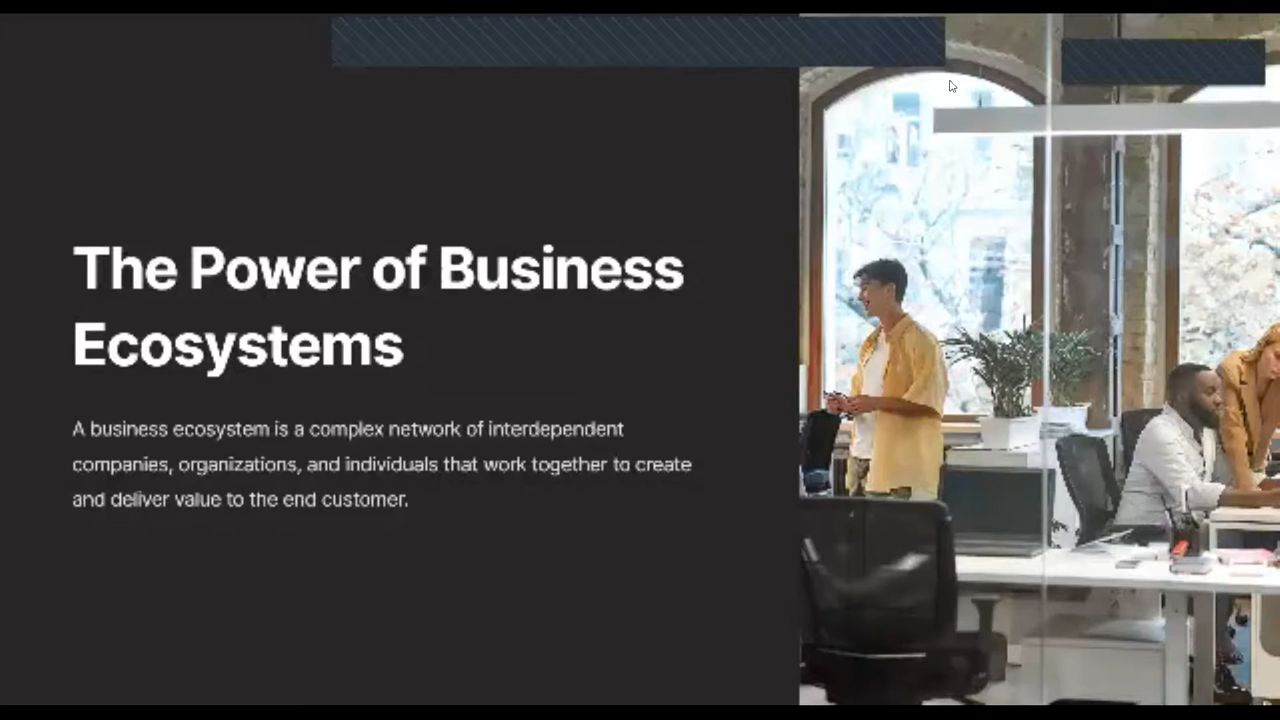 The Power of Business
Ecosystems
A business ecosystem is a complex network of interdependent
companies, organizations, and individuals that work together to create
and deliver value to the end customer.